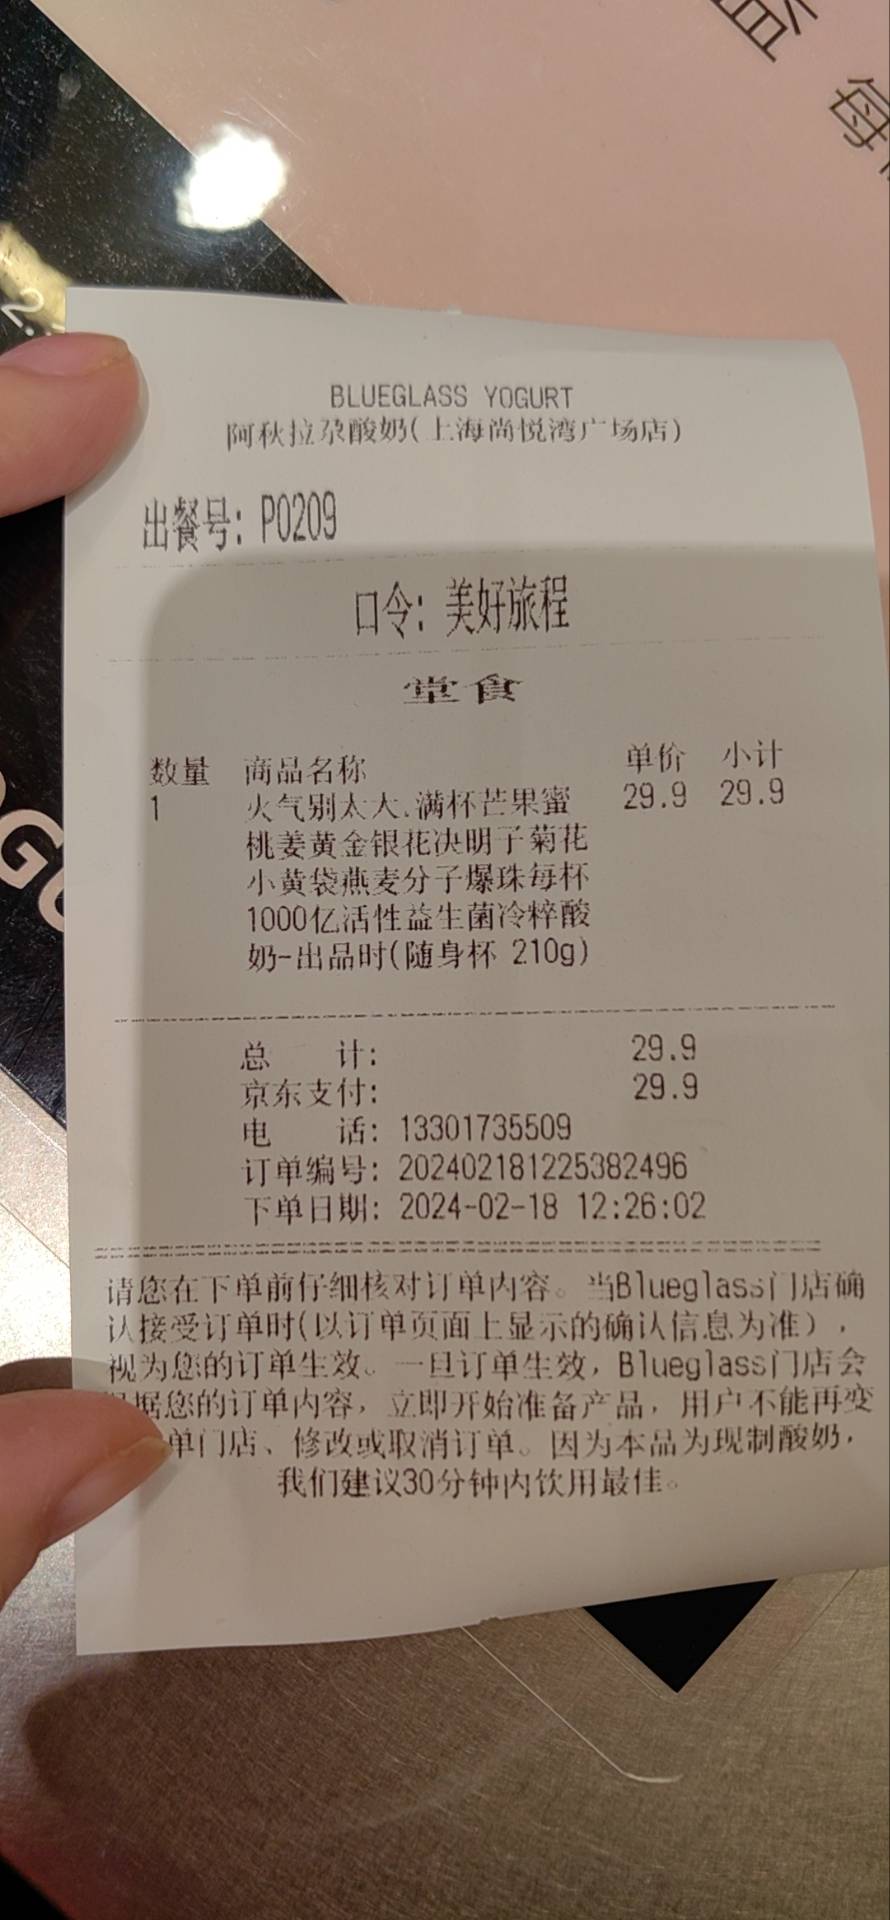 益
每
2.
OGU
BLUEGLASS YOGURT
阿秋拉尕酸奶(上海尚悦湾广场店)
出餐号: P0209
口令: 美好旅程
堂食
数量 商品名称 单价 小计
1 火气别太大.满杯芒果蜜 29.9 29.9
桃姜黄金银花决明子菊花
小黄袋燕麦分子爆珠每杯
1000亿活性益生菌冷粹酸
奶-出品时(随身杯 210g)
总 计: 29.9
京东支付: 29.9
电 话: 13301735509
订单编号: 202402181225382496
下单日期: 2024-02-18 12:26:02
请您在下单前仔细核对订单内容。当Blueglass门店确
认接受订单时(以订单页面上显示的确认信息为准),
视为您的订单生效。一旦订单生效, Blueglass门店会
据您的订单内容, 立即开始准备产品, 用户不能再变
单门店、修改或取消订单。因为本品为现制酸奶,
我们建议30分钟内饮用最佳。